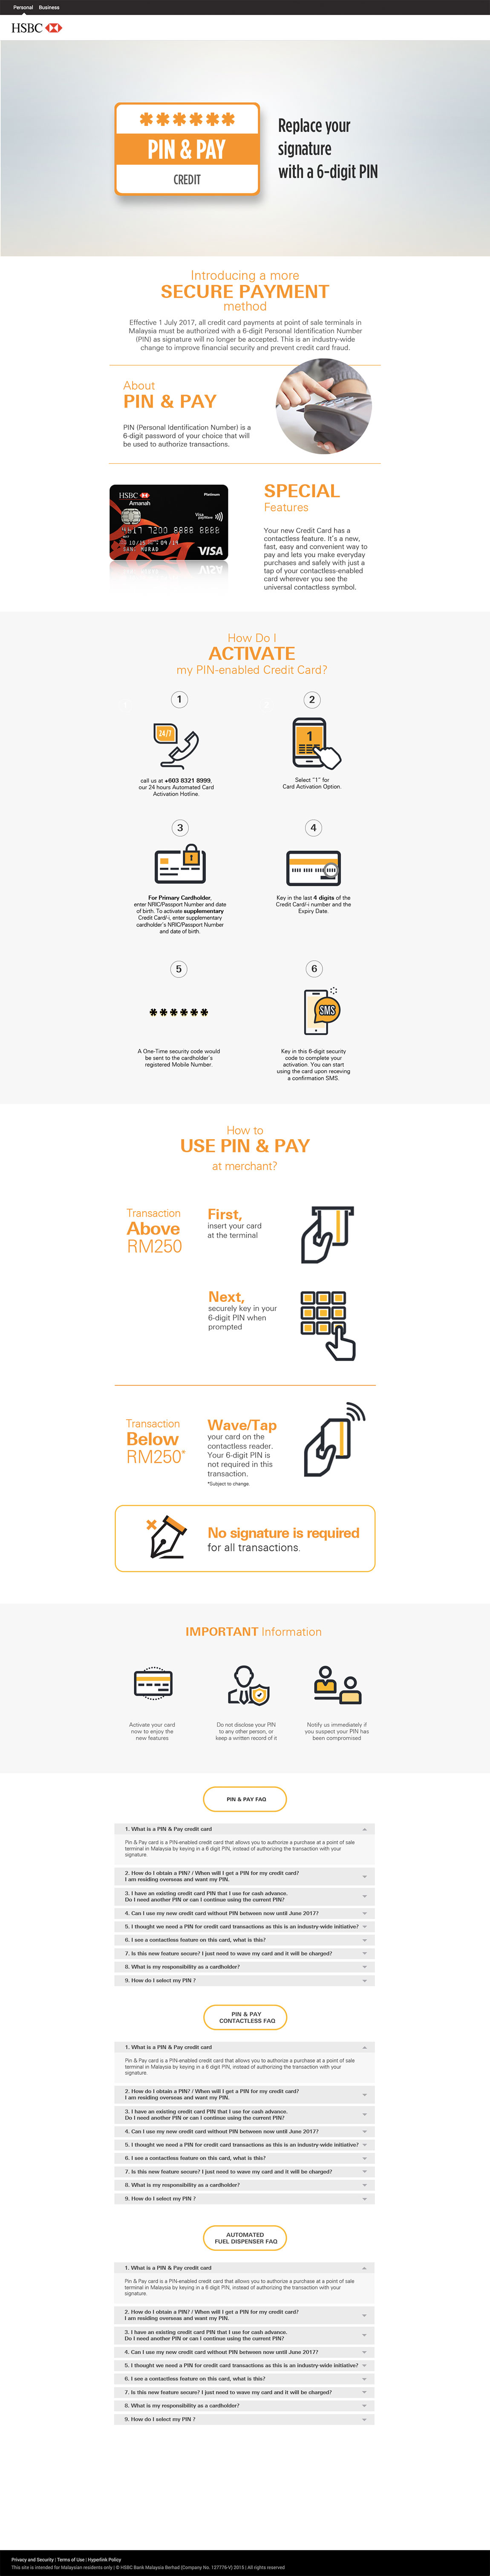 Personal Business
HSBC
******
PIN & PAY
CREDIT
Replace your
signature
with a 6-digit PIN
Introducing a more
SECURE PAYMENT
method
Effective 1 July 2017, all credit card payments at point of sale terminals in
Malaysia must be authorized with a 6-digit Personal Identification Number
(PIN) as signature will no longer be accepted. This is an industry-wide
change to improve financial security and prevent credit card fraud.
About
PIN & PAY
PIN (Personal Identification Number) is a
6-digit password of your choice that will
be used to authorize transactions.
HSBC
Amanah
Platinum
Visa
payWave
VISA
SPECIAL
Features
Your new Credit Card has a
contactless feature. It's a new,
fast, easy and convenient way to
pay and lets you make everyday
purchases and safely with just a
tap of your contactless-enabled
card wherever you see the
universal contactless symbol.
How Do I
ACTIVATE
my PIN-enabled Credit Card?
1
24/7
call us at +603 8321 8999,
our 24 hours Automated Card
Activation Hotline.
2
1
Select "1" for
Card Activation Option.
3
For Primary Cardholder,
enter NRIC/Passport Number and date
of birth. To activate supplementary
Credit Card/-i, enter supplementary
cardholder's NRIC/Passport Number
and date of birth.
4
Key in the last 4 digits of the
Credit Card/-i number and the
Expiry Date.
5
******
A One-Time security code would
be sent to the cardholder's
registered Mobile Number.
6
SMS
Key in this 6-digit security
code to complete your
activation. You can start
using the card upon receving
a confirmation SMS.
How to
USE PIN & PAY
at merchant?
Transaction
Above
RM250
First,
insert your card
at the terminal
Next,
securely key in your
6-digit PIN when
prompted
Transaction
Below
RM250*
Wave/Tap
your card on the
contactless reader.
Your 6-digit PIN is
not required in this
transaction.
*Subject to change.
No signature is required
for all transactions.
IMPORTANT Information
Activate your card
now to enjoy the
new features
Do not disclose your PIN
to any other person, or
keep a written record of it
Notify us immediately if
you suspect your PIN has
been compromised
PIN & PAY FAQ
1. What is a PIN & Pay credit card
Pin & Pay card is a PIN-enabled credit card that allows you to authorize a purchase at a point of sale
terminal in Malaysia by keying in a 6 digit PIN, instead of authorizing the transaction with your
signature.
2. How do I obtain a PIN? / When will I get a PIN for my credit card?
I am residing overseas and want my PIN.
3. I have an existing credit card PIN that I use for cash advance.
Do I need another PIN or can I continue using the current PIN?
4. Can I use my new credit card without PIN between now until June 2017?
5. I thought we need a PIN for credit card transactions as this is an industry-wide initiative?
6. I see a contactless feature on this card, what is this?
7. Is this new feature secure? I just need to wave my card and it will be charged?
8. What is my responsibility as a cardholder?
9. How do I select my PIN ?
PIN & PAY
CONTACTLESS FAQ
1. What is a PIN & Pay credit card
Pin & Pay card is a PIN-enabled credit card that allows you to authorize a purchase at a point of sale
terminal in Malaysia by keying in a 6 digit PIN, instead of authorizing the transaction with your
signature.
2. How do I obtain a PIN? / When will I get a PIN for my credit card?
I am residing overseas and want my PIN.
3. I have an existing credit card PIN that I use for cash advance.
Do I need another PIN or can I continue using the current PIN?
4. Can I use my new credit card without PIN between now until June 2017?
5. I thought we need a PIN for credit card transactions as this is an industry-wide initiative?
6. I see a contactless feature on this card, what is this?
7. Is this new feature secure? I just need to wave my card and it will be charged?
8. What is my responsibility as a cardholder?
9. How do I select my PIN ?
AUTOMATED
FUEL DISPENSER FAQ
1. What is a PIN & Pay credit card
Pin & Pay card is a PIN-enabled credit card that allows you to authorize a purchase at a point of sale
terminal in Malaysia by keying in a 6 digit PIN, instead of authorizing the transaction with your
signature.
2. How do I obtain a PIN? / When will I get a PIN for my credit card?
I am residing overseas and want my PIN.
3. I have an existing credit card PIN that I use for cash advance.
Do I need another PIN or can I continue using the current PIN?
4. Can I use my new credit card without PIN between now until June 2017?
5. I thought we need a PIN for credit card transactions as this is an industry-wide initiative?
6. I see a contactless feature on this card, what is this?
7. Is this new feature secure? I just need to wave my card and it will be charged?
8. What is my responsibility as a cardholder?
9. How do I select my PIN ?
Privacy and Security | Terms of Use | Hyperlink Policy
This site is intended for Malaysian residents only | © HSBC Bank Malaysia Berhad (Company No. 127776-V) 2015 | All rights reserved